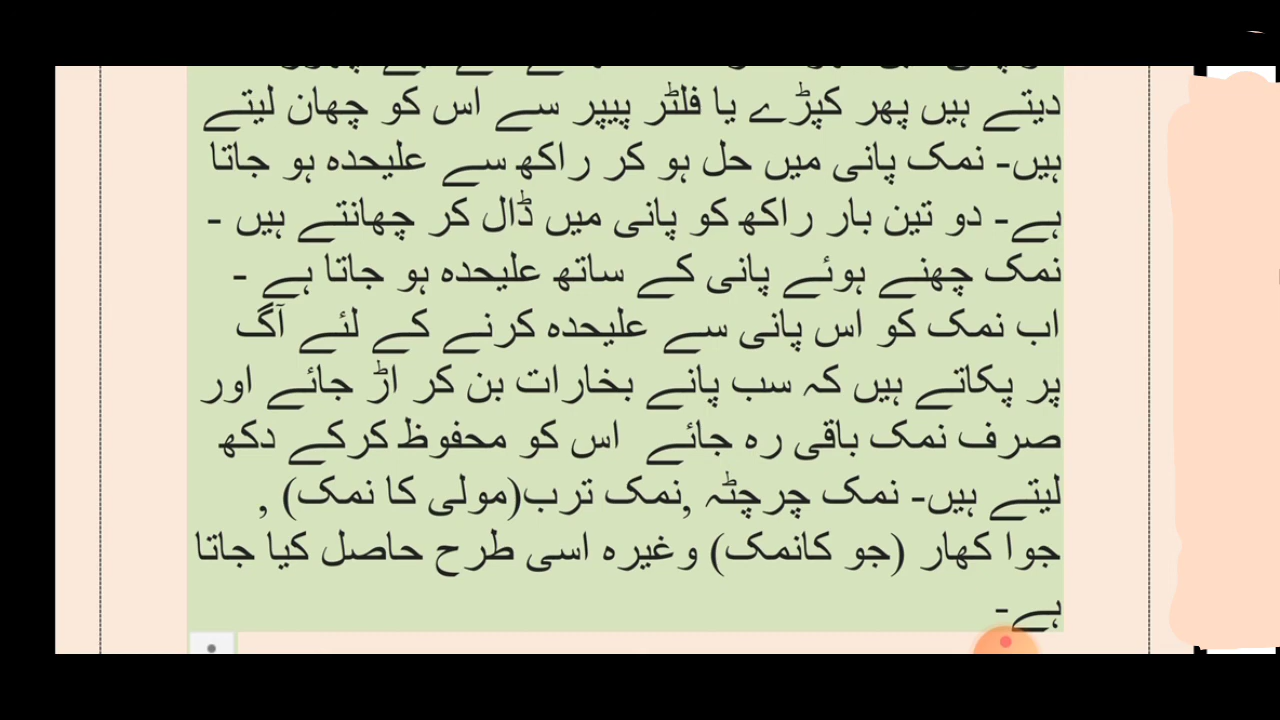 دیتے ہیں پھر کپڑے یا فلٹر پیپر سے اس کو چھان لیتے
ہیں- نمک پانی میں حل ہو کر راکھ سے علیحدہ ہو جاتا
ہے- دو تین بار راکھ کو پانی میں ڈال کر چھانتے ہیں -
نمک چھنے ہوئے پانی کے ساتھ علیحدہ ہو جاتا ہے -
اب نمک کو اس پانی سے علیحدہ کرنے کے لئے آگ
پر پکاتے ہیں کہ سب پانے بخارات بن کر اڑ جائے اور
صرف نمک باقی رہ جائے اس کو محفوظ کرکے دکھ
لیتے ہیں- نمک چرچٹہ ,نمک ترب(مولی کا نمک) ,
جوا کھار (جو کانمک) وغیرہ اسی طرح حاصل کیا جاتا
ہے-